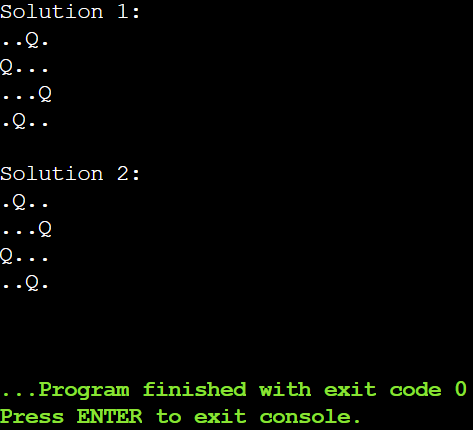 Solution 1:
..Q.
Q...
...Q
.Q..
Solution 2:
.Q..
...Q
Q...
..Q.
...Program finished with exit code 0
Press ENTER to exit console.